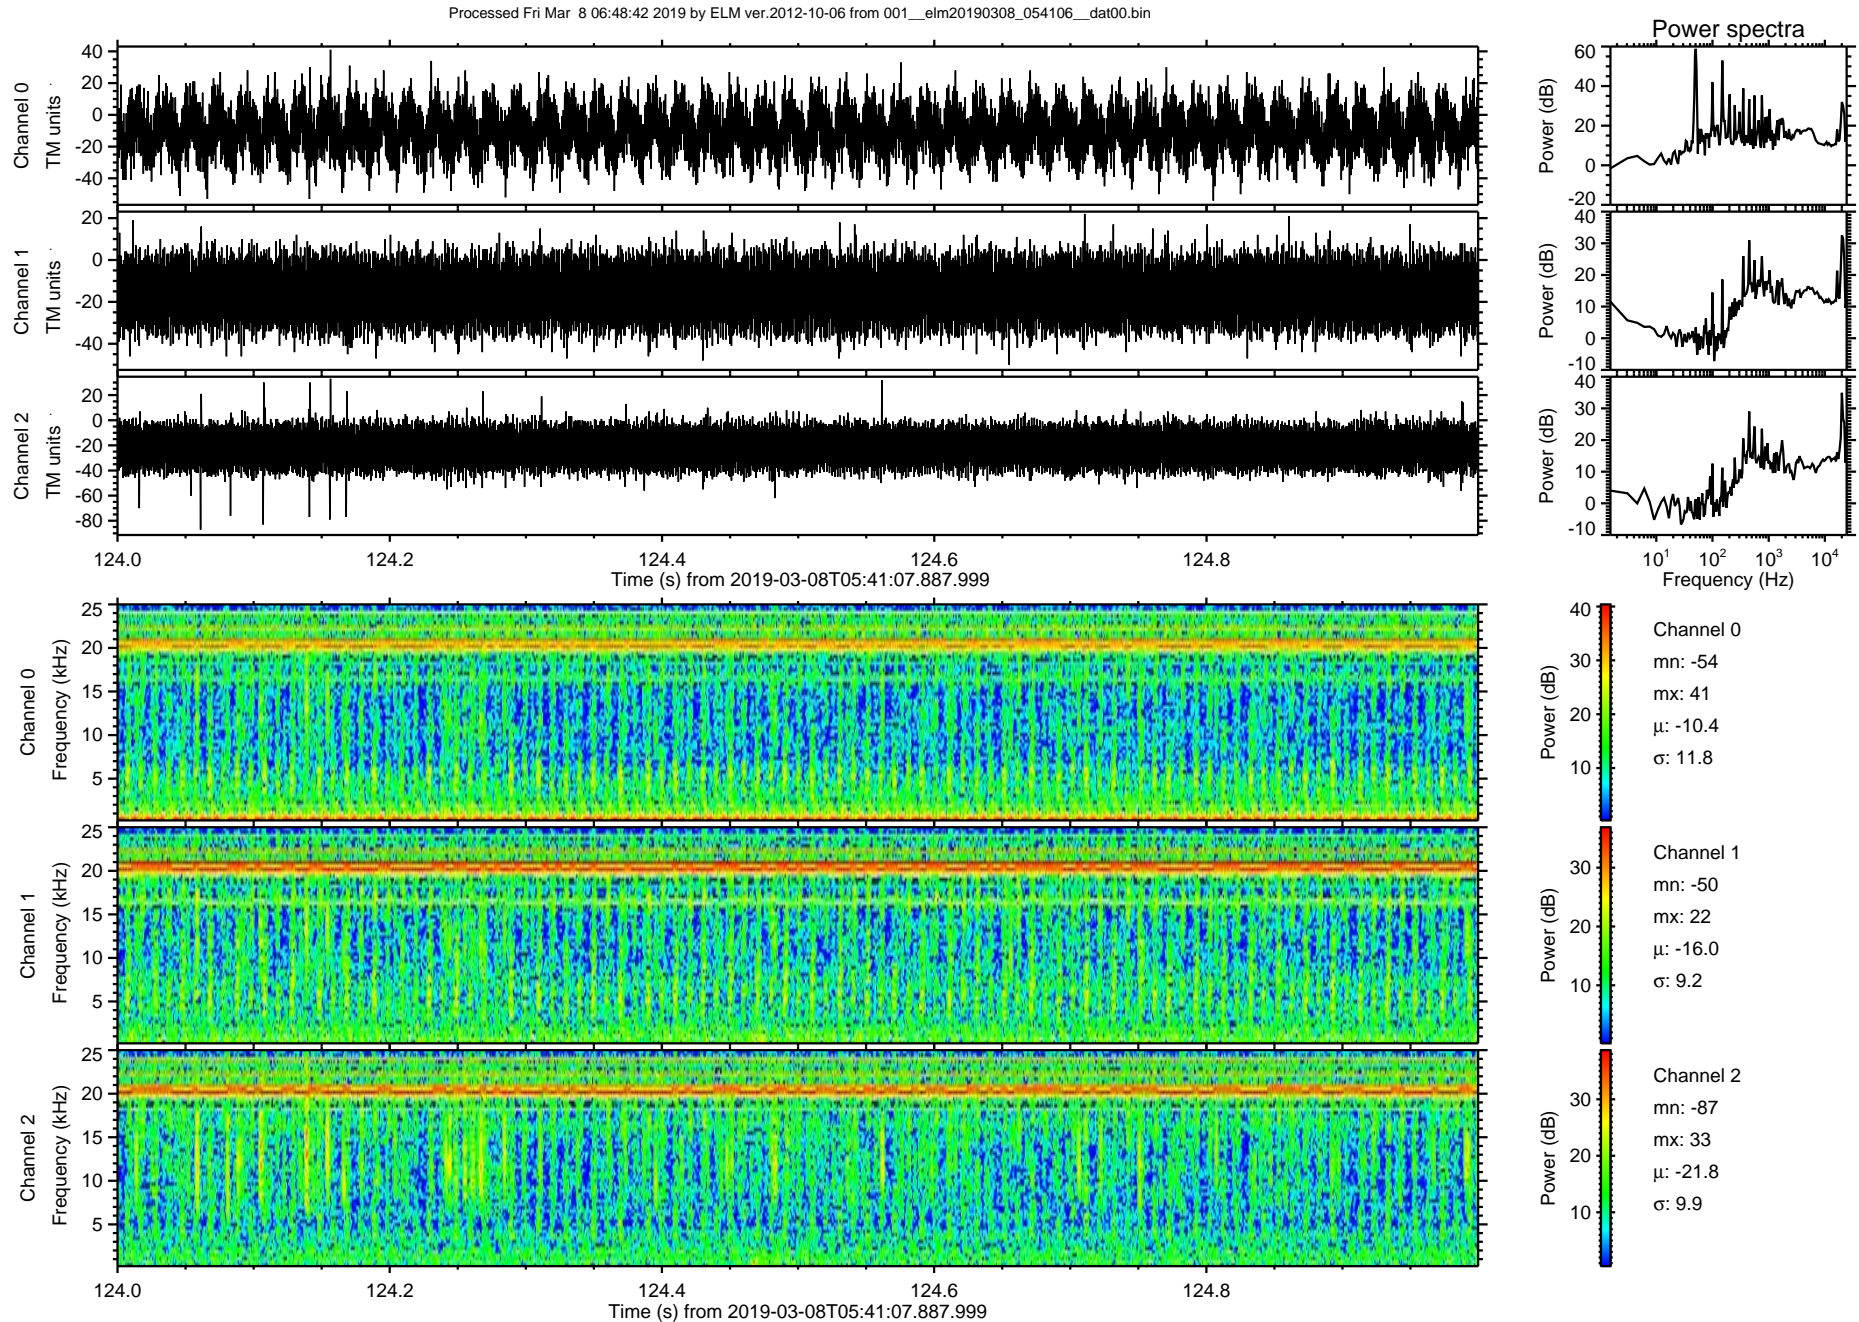 Processed Fri Mar  8 06:48:42 2019 by ELM ver.2012-10-06 from 001__elm20190308_054106__dat00.bin
Power spectra
Channel 0
TM units
40
20
0
-20
-40
Power (dB)
60
40
20
0
-20
Channel 1
TM units
20
0
-20
-40
Power (dB)
40
30
20
10
0
-10
Channel 2
TM units
20
0
-20
-40
-60
-80
Power (dB)
40
30
20
10
0
-10
124.0 124.2 124.4 124.6 124.8
Time (s) from 2019-03-08T05:41:07.887.999
10¹ 10² 10³ 10⁴
Frequency (Hz)
Channel 0
Frequency (kHz)
25
20
15
10
5
Power (dB)
40
30
20
10
Channel 0
mn: -54
mx: 41
µ: -10.4
σ: 11.8
Channel 1
Frequency (kHz)
25
20
15
10
5
Power (dB)
30
20
10
Channel 1
mn: -50
mx: 22
µ: -16.0
σ: 9.2
Channel 2
Frequency (kHz)
25
20
15
10
5
Power (dB)
30
20
10
Channel 2
mn: -87
mx: 33
µ: -21.8
σ: 9.9
124.0 124.2 124.4 124.6 124.8
Time (s) from 2019-03-08T05:41:07.887.999